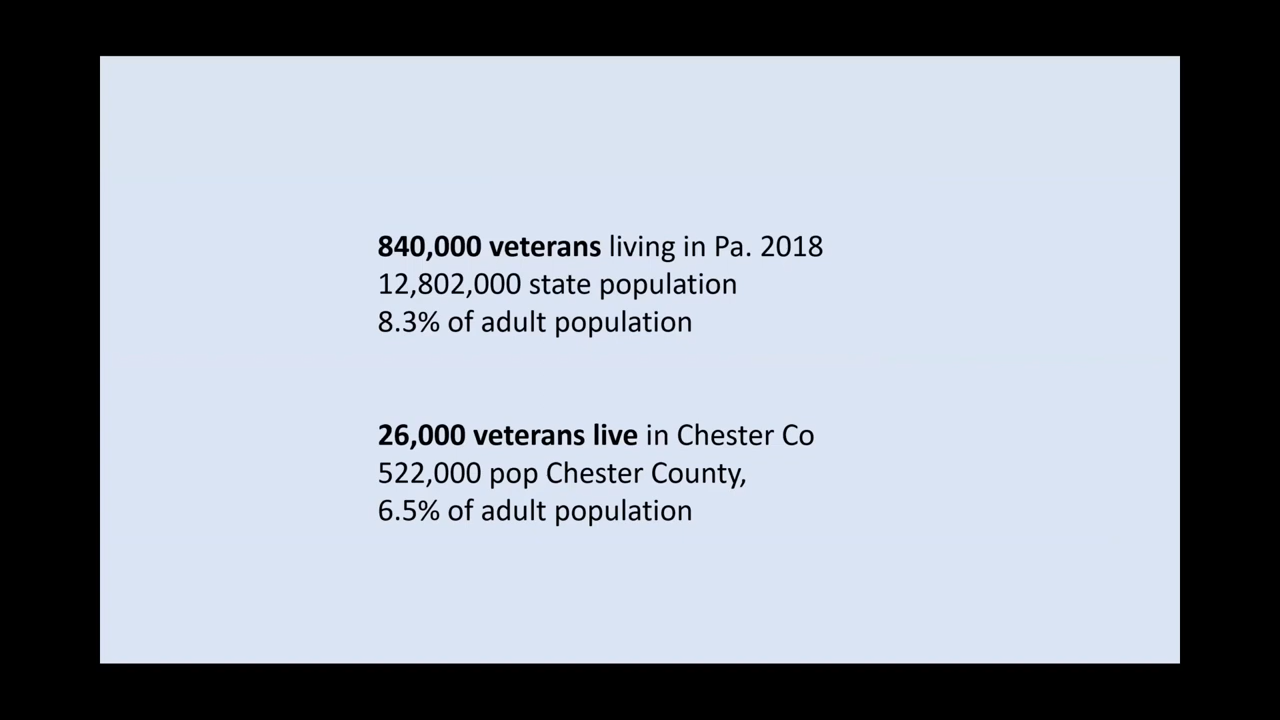 840,000 veterans living in Pa. 2018
12,802,000 state population
8.3% of adult population
26,000 veterans live in Chester Co
522,000 pop Chester County,
6.5% of adult population